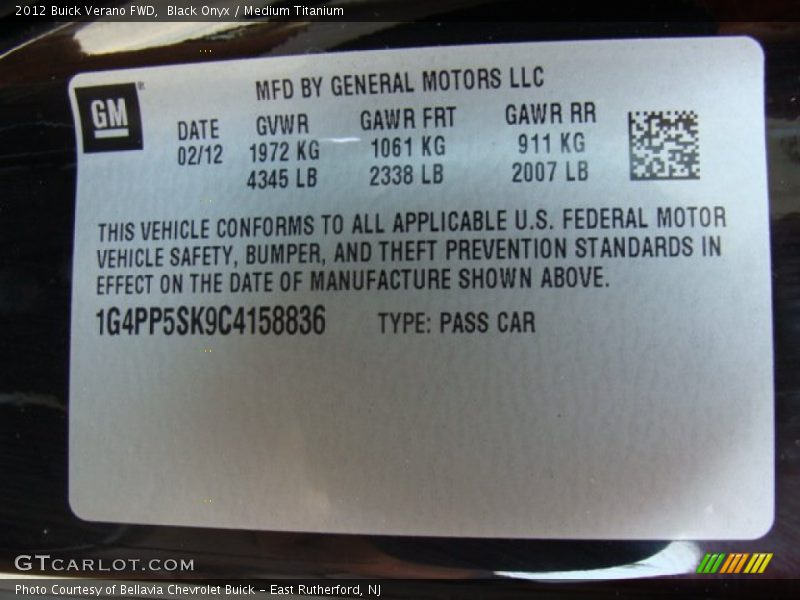 2012 Buick Verano FWD, Black Onyx / Medium Titanium
GM ®
MFD BY GENERAL MOTORS LLC
DATE GVWR GAWR FRT GAWR RR
02/12 1972 KG 1061 KG 911 KG
4345 LB 2338 LB 2007 LB
THIS VEHICLE CONFORMS TO ALL APPLICABLE U.S. FEDERAL MOTOR
VEHICLE SAFETY, BUMPER, AND THEFT PREVENTION STANDARDS IN
EFFECT ON THE DATE OF MANUFACTURE SHOWN ABOVE.
1G4PP5SK9C4158836 TYPE: PASS CAR
GTCARLOT.COM
Photo Courtesy of Bellavia Chevrolet Buick - East Rutherford, NJ